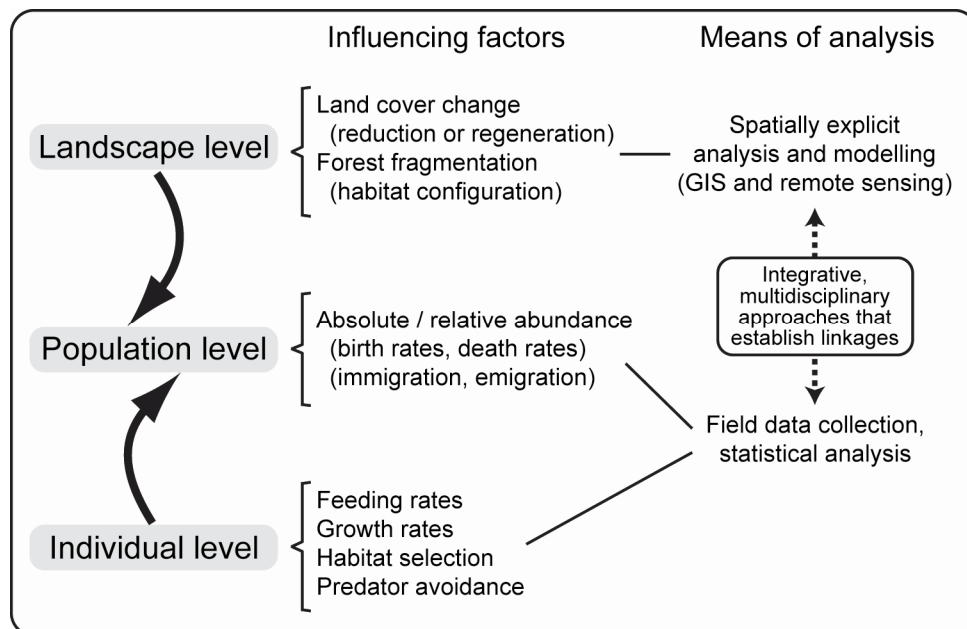 Influencing factors
Means of analysis
Landscape level
Land cover change
(reduction or regeneration)
Forest fragmentation
(habitat configuration)
Spatially explicit
analysis and modelling
(GIS and remote sensing)
Integrative,
multidisciplinary
approaches that
establish linkages
Population level
Absolute / relative abundance
(birth rates, death rates)
(immigration, emigration)
Field data collection,
statistical analysis
Individual level
Feeding rates
Growth rates
Habitat selection
Predator avoidance